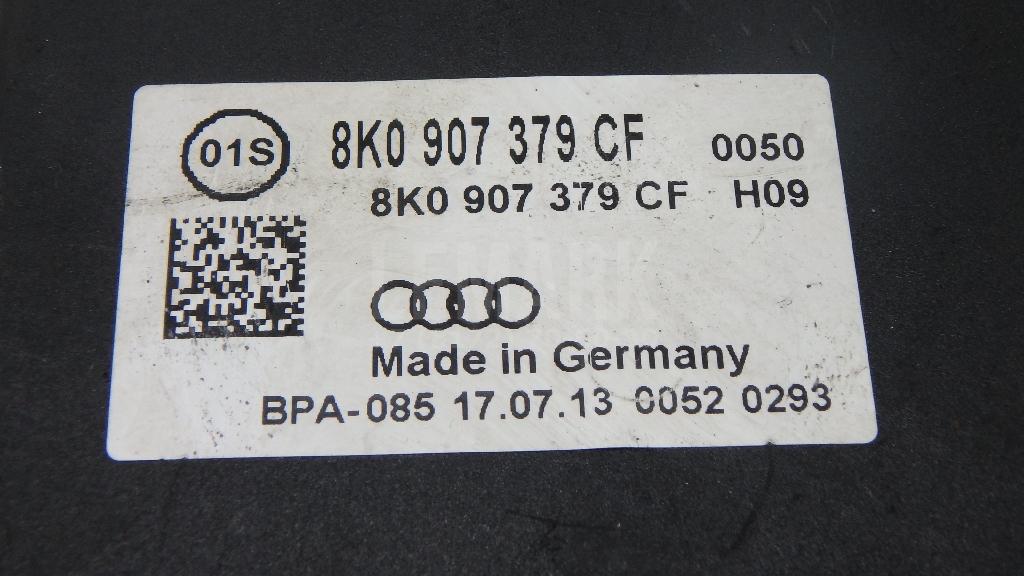 01S 8K0 907 379 CF 0050
8K0 907 379 CF H09
LEMARK
Made in Germany
BPA-085 17.07.13 0052 0293